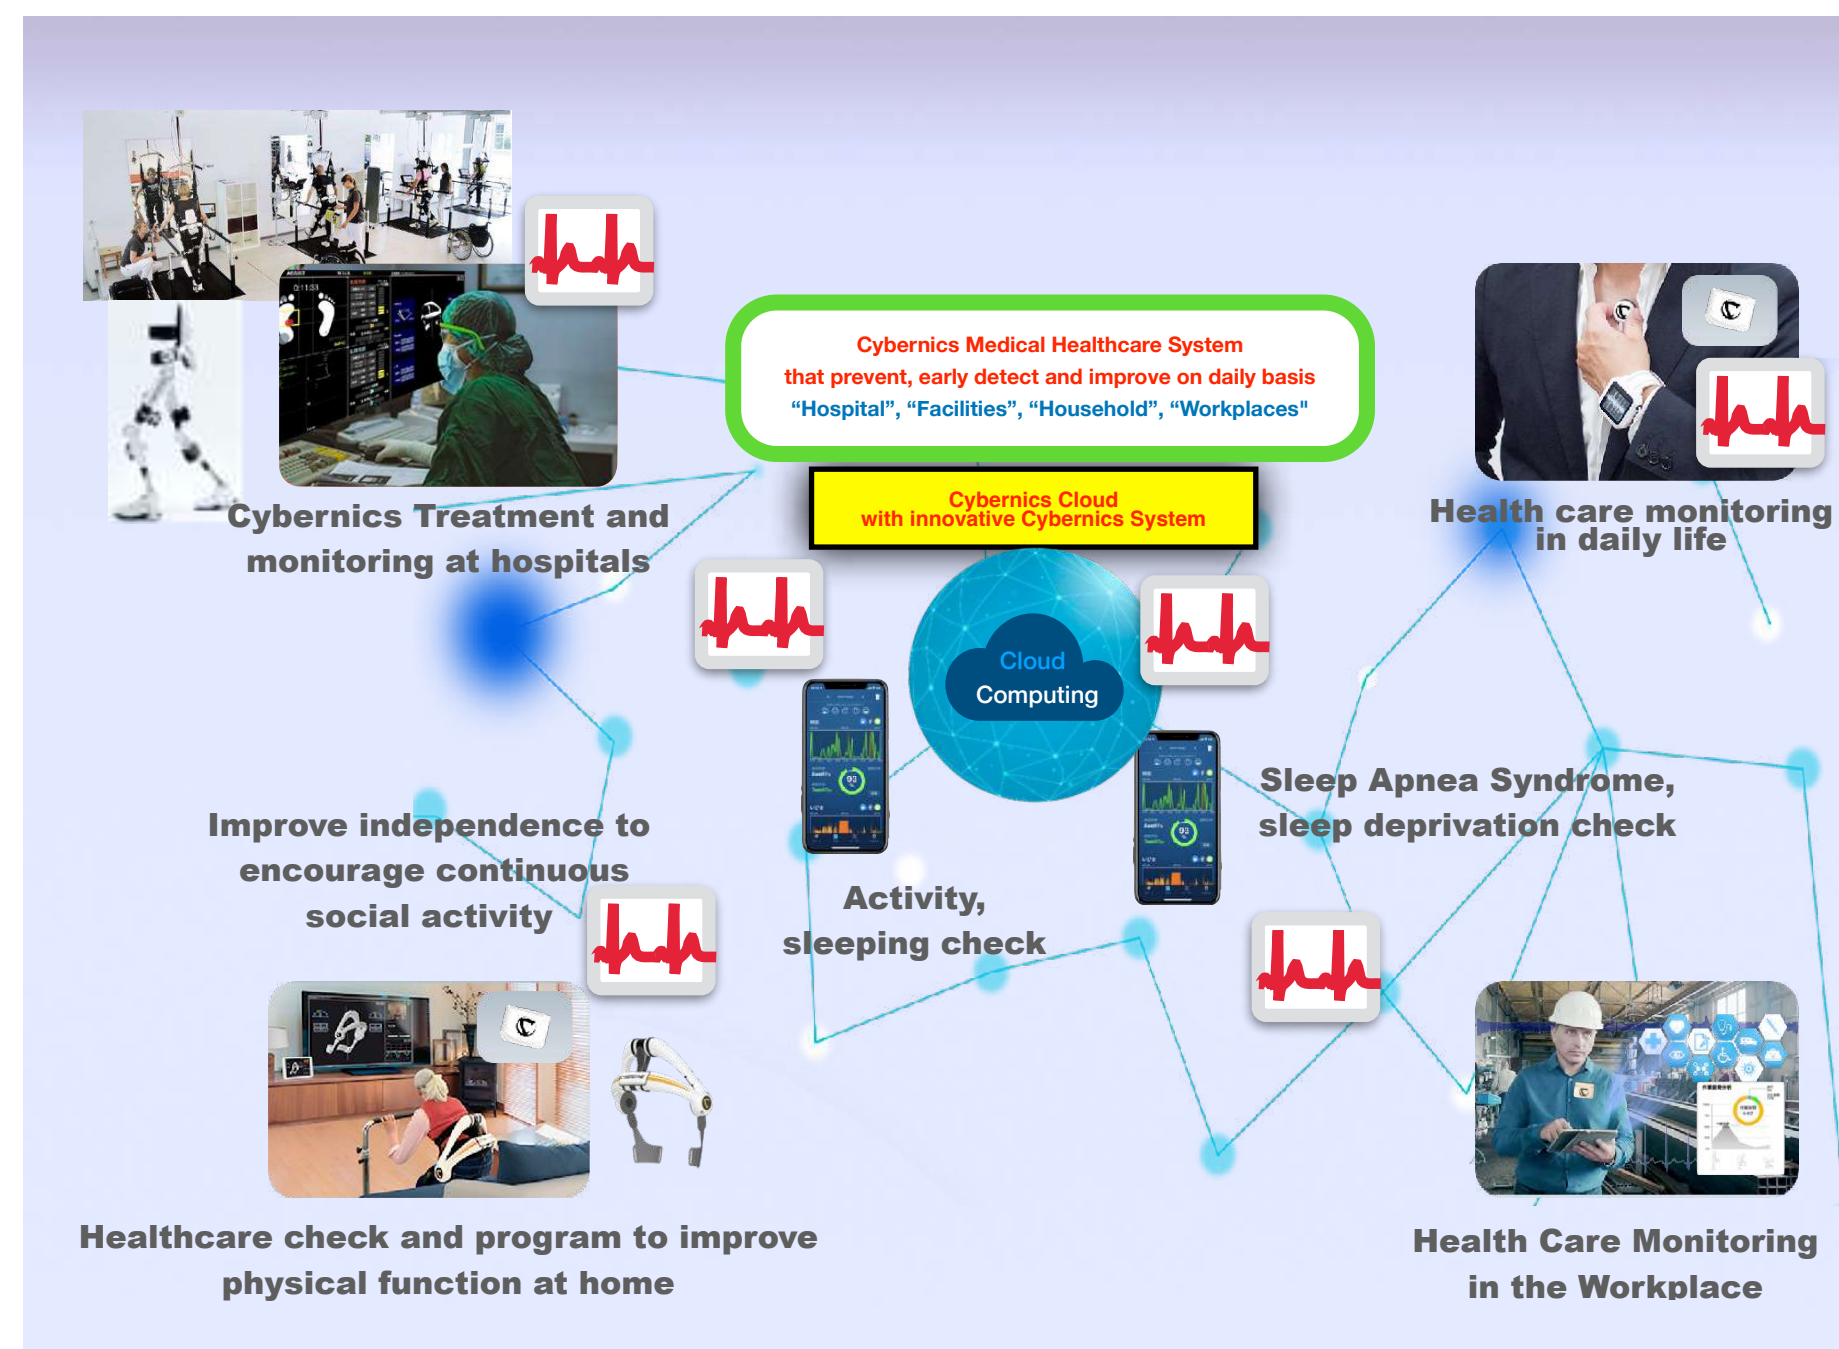 Cybernics Medical Healthcare System
that prevent, early detect and improve on daily basis
“Hospital”, “Facilities”, “Household”, “Workplaces"
Cybernics Cloud
with innovative Cybernics System
Cybernics Treatment and
monitoring at hospitals
Health care monitoring
in daily life
Cloud
Computing
Sleep Apnea Syndrome,
sleep deprivation check
Improve independence to
encourage continuous
social activity
Activity,
sleeping check
Healthcare check and program to improve
physical function at home
Health Care Monitoring
in the Workplace